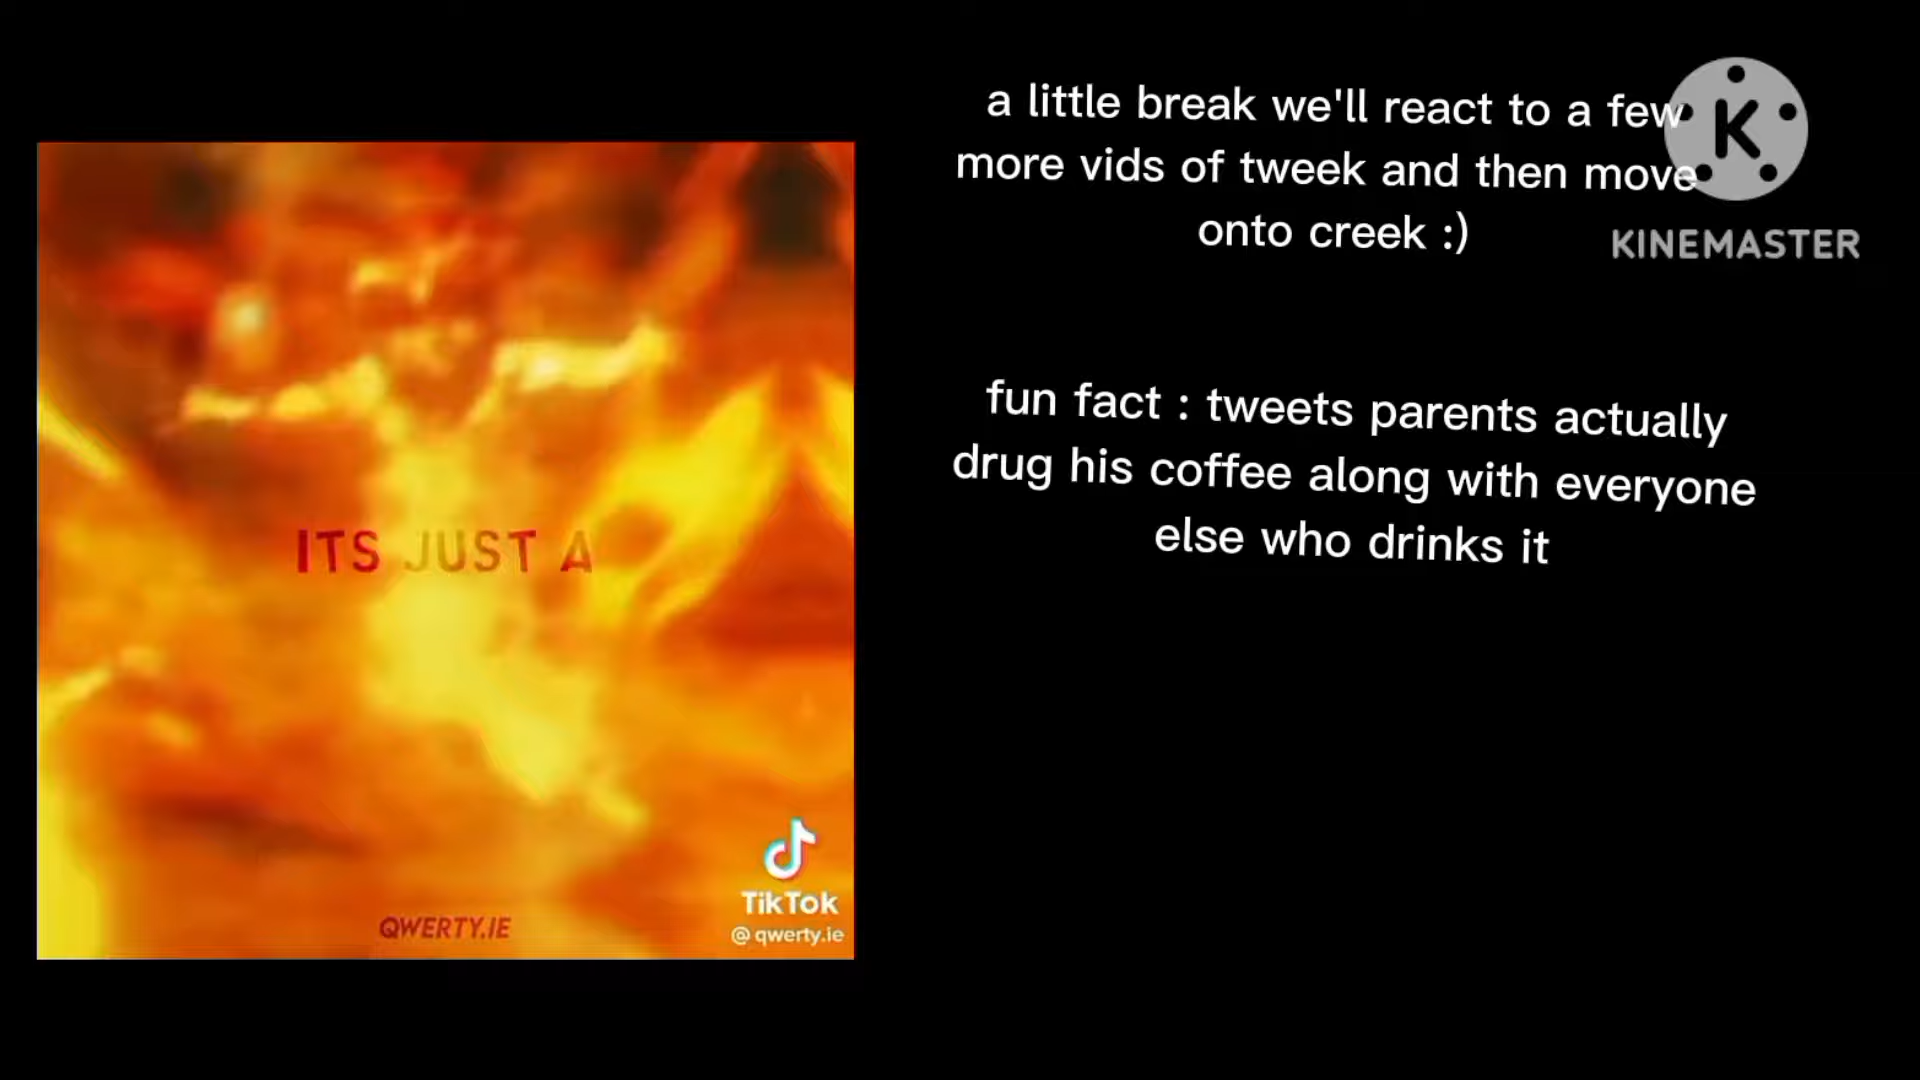 a little break we'll react to a few
more vids of tweek and then move
onto creek :)
K
KINEMASTER
fun fact : tweets parents actually
drug his coffee along with everyone
else who drinks it
ITS JUST A
QWERTY.IE
TikTok
@ qwerty.ie